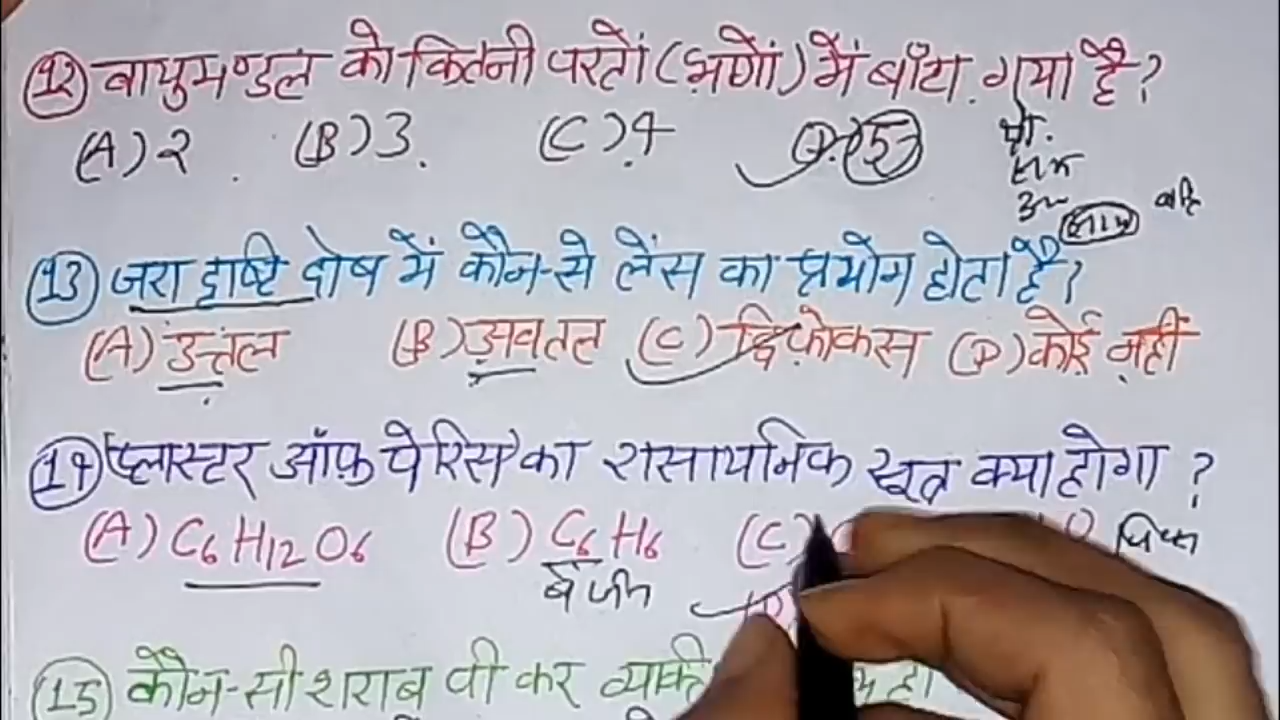 (12) वायुमण्डल को कितनी परतों (भागों) में बाँटा गया है?
(A) 2 (B) 3 (C) 4 (D) 5
(13) जरा दृष्टि दोष में कौन-से लेंस का प्रयोग होता है?
(A) उत्तल (B) अवतल (C) द्विफोकस (D) कोई नहीं
(14) 'प्लास्टर ऑफ पेरिस' का रासायनिक सूत्र क्या होगा ?
(A) C₆H₁₂O₆ (B) C₆H₆ (C)
बेंजीन
(15) कौन-सी शराब पी कर